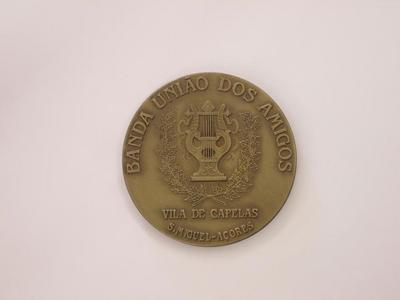 BANDA UNIÃO DOS AMIGOS
VILA DE CAPELAS
S. MIGUEL-AÇORES